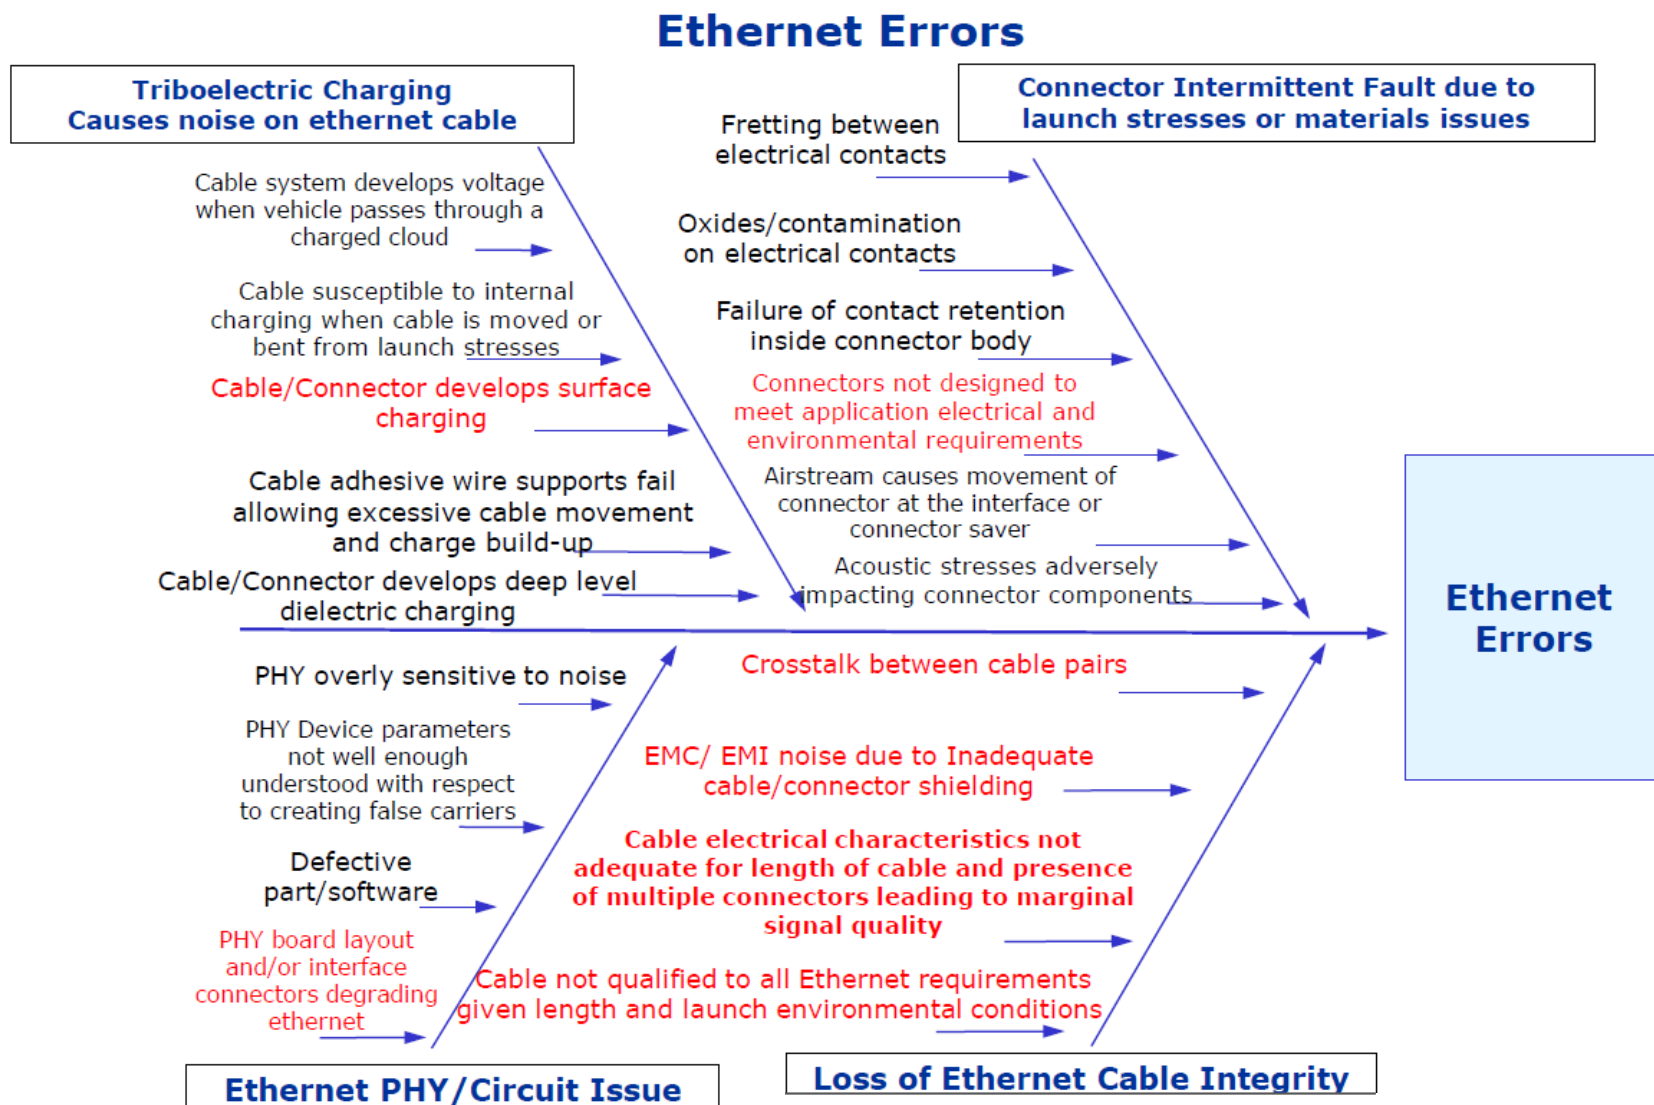 Ethernet Errors
Triboelectric Charging
Causes noise on ethernet cable
Cable system develops voltage
when vehicle passes through a
charged cloud
Cable susceptible to internal
charging when cable is moved or
bent from launch stresses
Cable/Connector develops surface
charging
Cable adhesive wire supports fail
allowing excessive cable movement
and charge build-up
Cable/Connector develops deep level
dielectric charging
Connector Intermittent Fault due to
launch stresses or materials issues
Fretting between
electrical contacts
Oxides/contamination
on electrical contacts
Failure of contact retention
inside connector body
Connectors not designed to
meet application electrical and
environmental requirements
Airstream causes movement of
connector at the interface or
connector saver
Acoustic stresses adversely
impacting connector components
Ethernet
Errors
PHY overly sensitive to noise
PHY Device parameters
not well enough
understood with respect
to creating false carriers
Defective
part/software
PHY board layout
and/or interface
connectors degrading
ethernet
Ethernet PHY/Circuit Issue
Crosstalk between cable pairs
EMC/ EMI noise due to Inadequate
cable/connector shielding
Cable electrical characteristics not
adequate for length of cable and presence
of multiple connectors leading to marginal
signal quality
Cable not qualified to all Ethernet requirements
given length and launch environmental conditions
Loss of Ethernet Cable Integrity